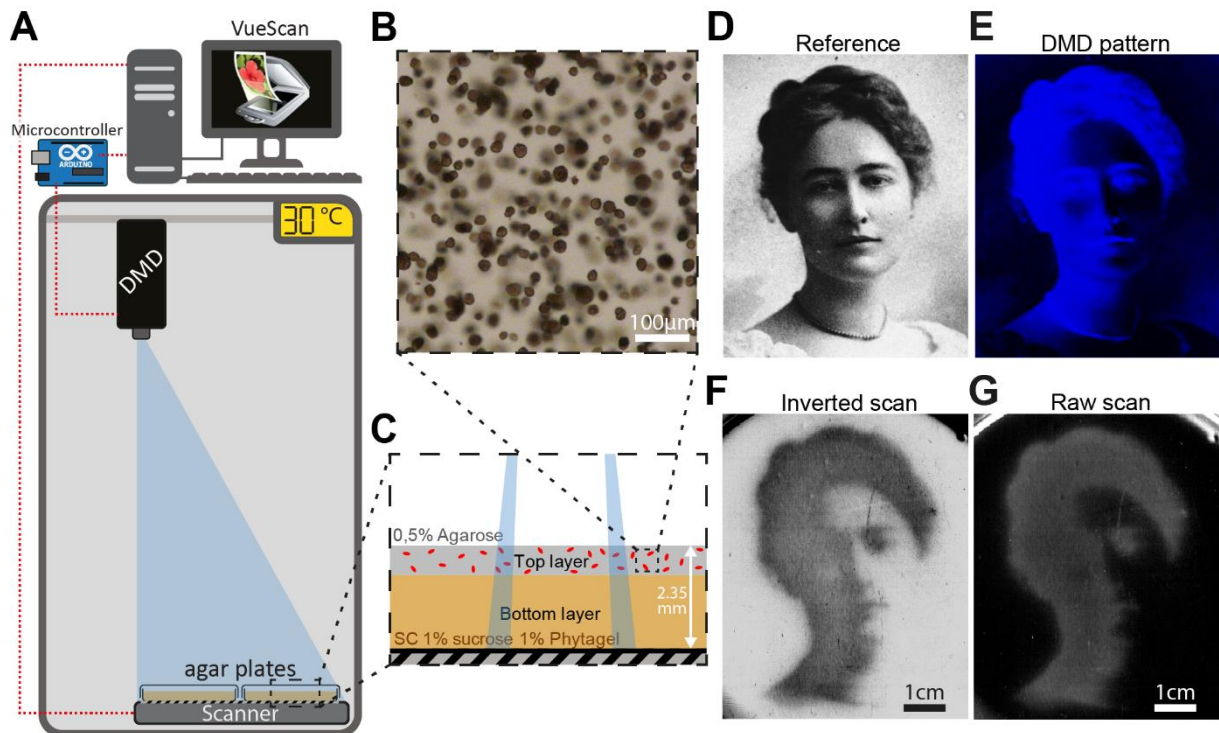 A
VueScan
Microcontroller
ARDUINO
30 °C
DMD
agar plates
Scanner
B
100µm
C
0,5% Agarose
Top layer
2.35
mm
Bottom layer
SC 1% sucrose 1% Phytagel
D
Reference
E
DMD pattern
F
Inverted scan
1cm
G
Raw scan
1cm